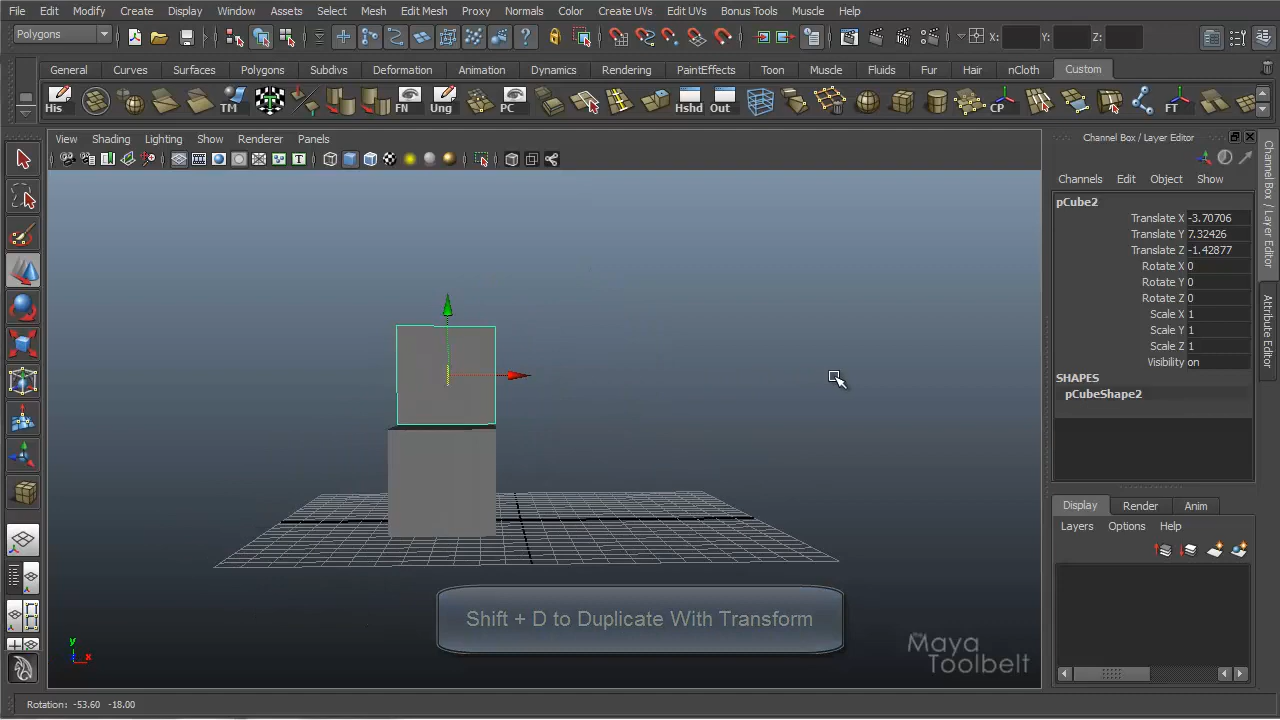 File Edit Modify Create Display Window Assets Select Mesh Edit Mesh Proxy Normals Color Create UVs Edit UVs Bonus Tools Muscle Help
Polygons X: Y: Z:
General Curves Surfaces Polygons Subdivs Deformation Animation Dynamics Rendering PaintEffects Toon Muscle Fluids Fur Hair nCloth Custom
His TM FN Ung PC Hshd Out CP FT
View Shading Lighting Show Renderer Panels
Channel Box / Layer Editor
Channels Edit Object Show
pCube2
Translate X -3.70706
Translate Y 7.32426
Translate Z -1.42877
Rotate X 0
Rotate Y 0
Rotate Z 0
Scale X 1
Scale Y 1
Scale Z 1
Visibility on
SHAPES
pCubeShape2
Channel Box / Layer Editor
Attribute Editor
Display Render Anim
Layers Options Help
Shift + D to Duplicate With Transform
y
x
my
Maya
Toolbelt
Rotation: -53.60 -18.00